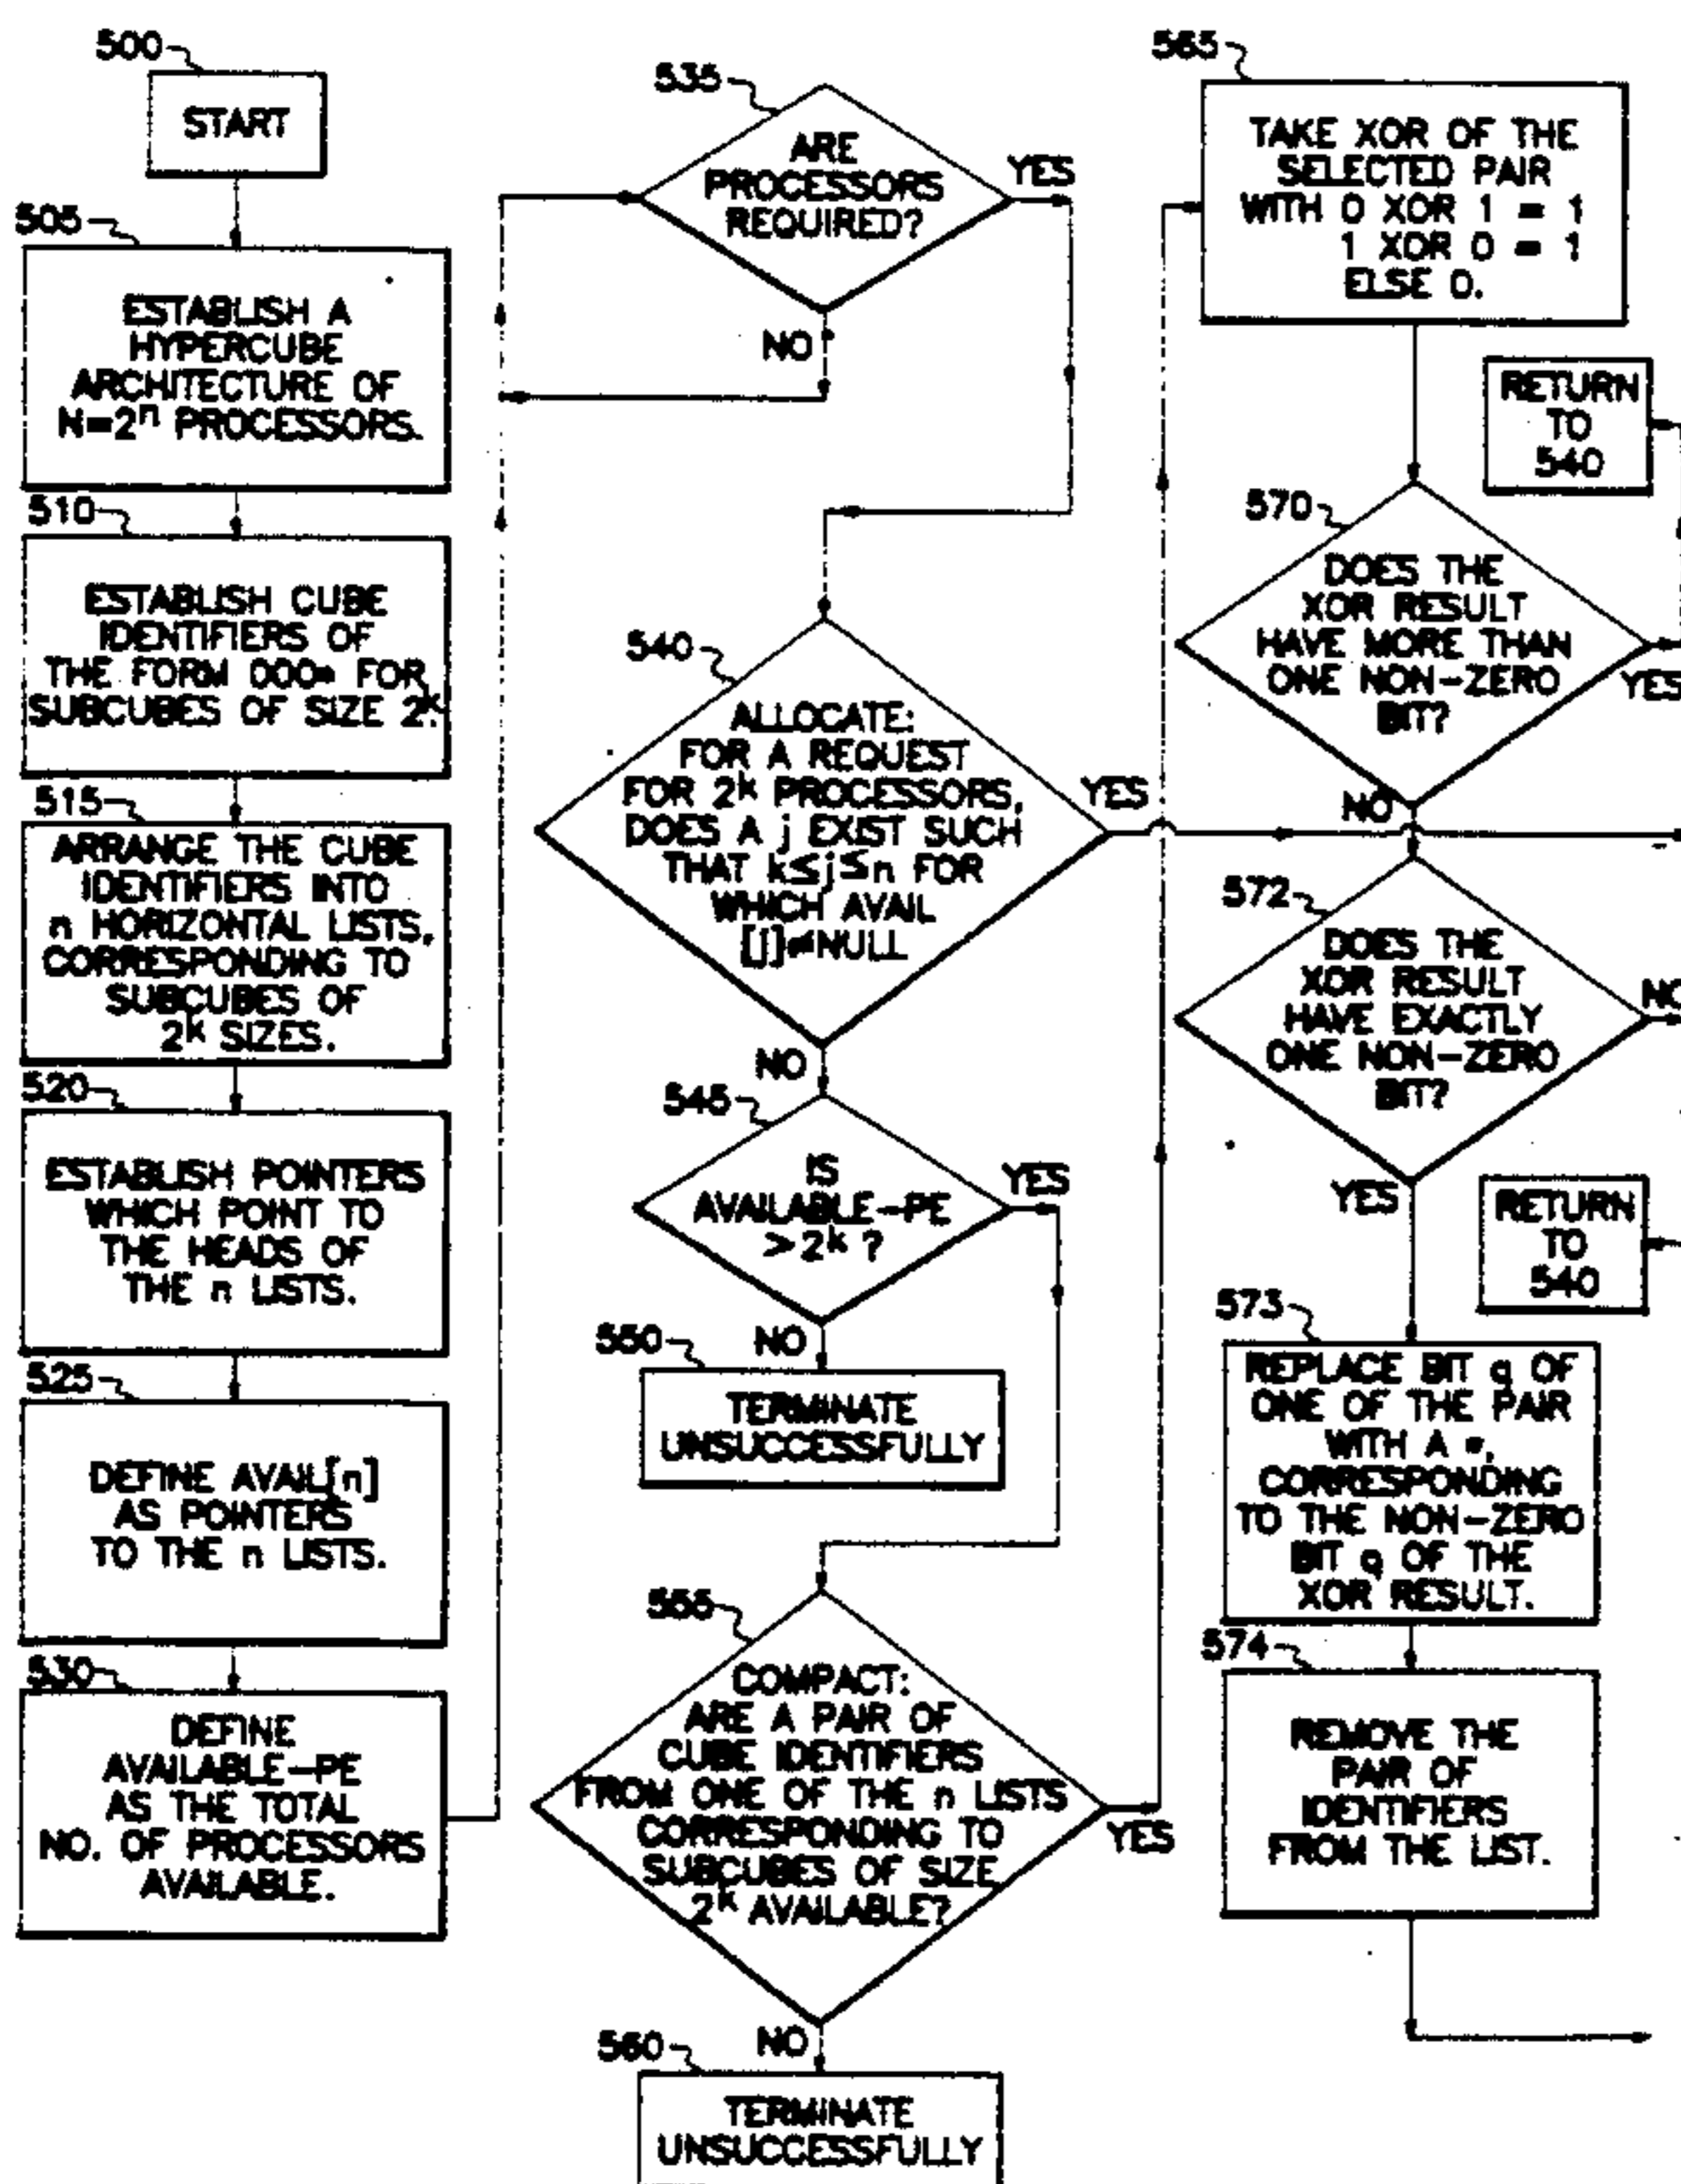 500
START
505
ESTABLISH A
HYPERCUBE
ARCHITECTURE OF
N=2ⁿ PROCESSORS.
510
ESTABLISH CUBE
IDENTIFIERS OF
THE FORM 000* FOR
SUBCUBES OF SIZE 2ᵏ.
515
ARRANGE THE CUBE
IDENTIFIERS INTO
n HORIZONTAL LISTS,
CORRESPONDING TO
SUBCUBES OF
2ᵏ SIZES.
520
ESTABLISH POINTERS
WHICH POINT TO
THE HEADS OF
THE n LISTS.
525
DEFINE AVAIL[n]
AS POINTERS
TO THE n LISTS.
530
DEFINE
AVAILABLE-PE
AS THE TOTAL
NO. OF PROCESSORS
AVAILABLE.
535
ARE
PROCESSORS
REQUIRED?
YES
NO
540
ALLOCATE:
FOR A REQUEST
FOR 2ᵏ PROCESSORS,
DOES A j EXIST SUCH
THAT k≤j≤n FOR
WHICH AVAIL
[j]≠NULL
YES
NO
545
IS
AVAILABLE-PE
>2ᵏ ?
YES
NO
550
TERMINATE
UNSUCCESSFULLY
555
COMPACT:
ARE A PAIR OF
CUBE IDENTIFIERS
FROM ONE OF THE n LISTS
CORRESPONDING TO
SUBCUBES OF SIZE
2ᵏ AVAILABLE?
YES
NO
560
TERMINATE
UNSUCCESSFULLY
565
TAKE XOR OF THE
SELECTED PAIR
WITH 0 XOR 1 = 1
1 XOR 0 = 1
ELSE 0.
RETURN
TO
540
570
DOES THE
XOR RESULT
HAVE MORE THAN
ONE NON-ZERO
BIT?
YES
NO
572
DOES THE
XOR RESULT
HAVE EXACTLY
ONE NON-ZERO
BIT?
NO
YES
RETURN
TO
540
573
REPLACE BIT q OF
ONE OF THE PAIR
WITH A *,
CORRESPONDING
TO THE NON-ZERO
BIT q OF THE
XOR RESULT.
574
REMOVE THE
PAIR OF
IDENTIFIERS
FROM THE LIST.